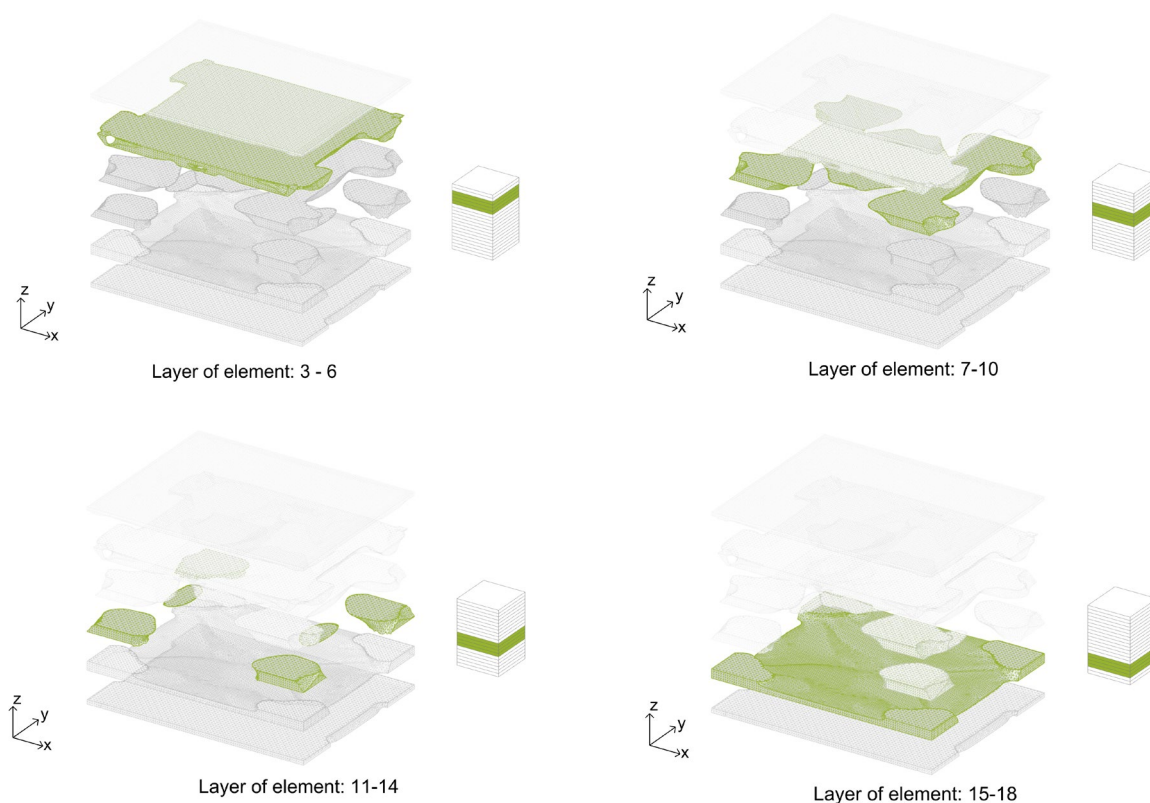 z
y
x
Layer of element: 3 - 6
z
y
x
Layer of element: 7-10
z
y
x
Layer of element: 11-14
z
y
x
Layer of element: 15-18